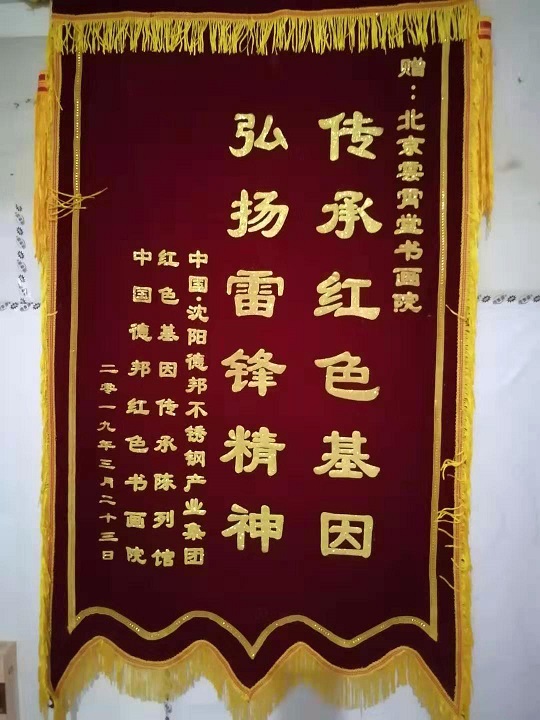 赠：北京雲霄堂书画院
传承红色基因
弘扬雷锋精神
中国·沈阳德邦不锈钢产业集团
红色基因传承陈列馆
中国德邦红色书画院
二零一九年三月二十三日